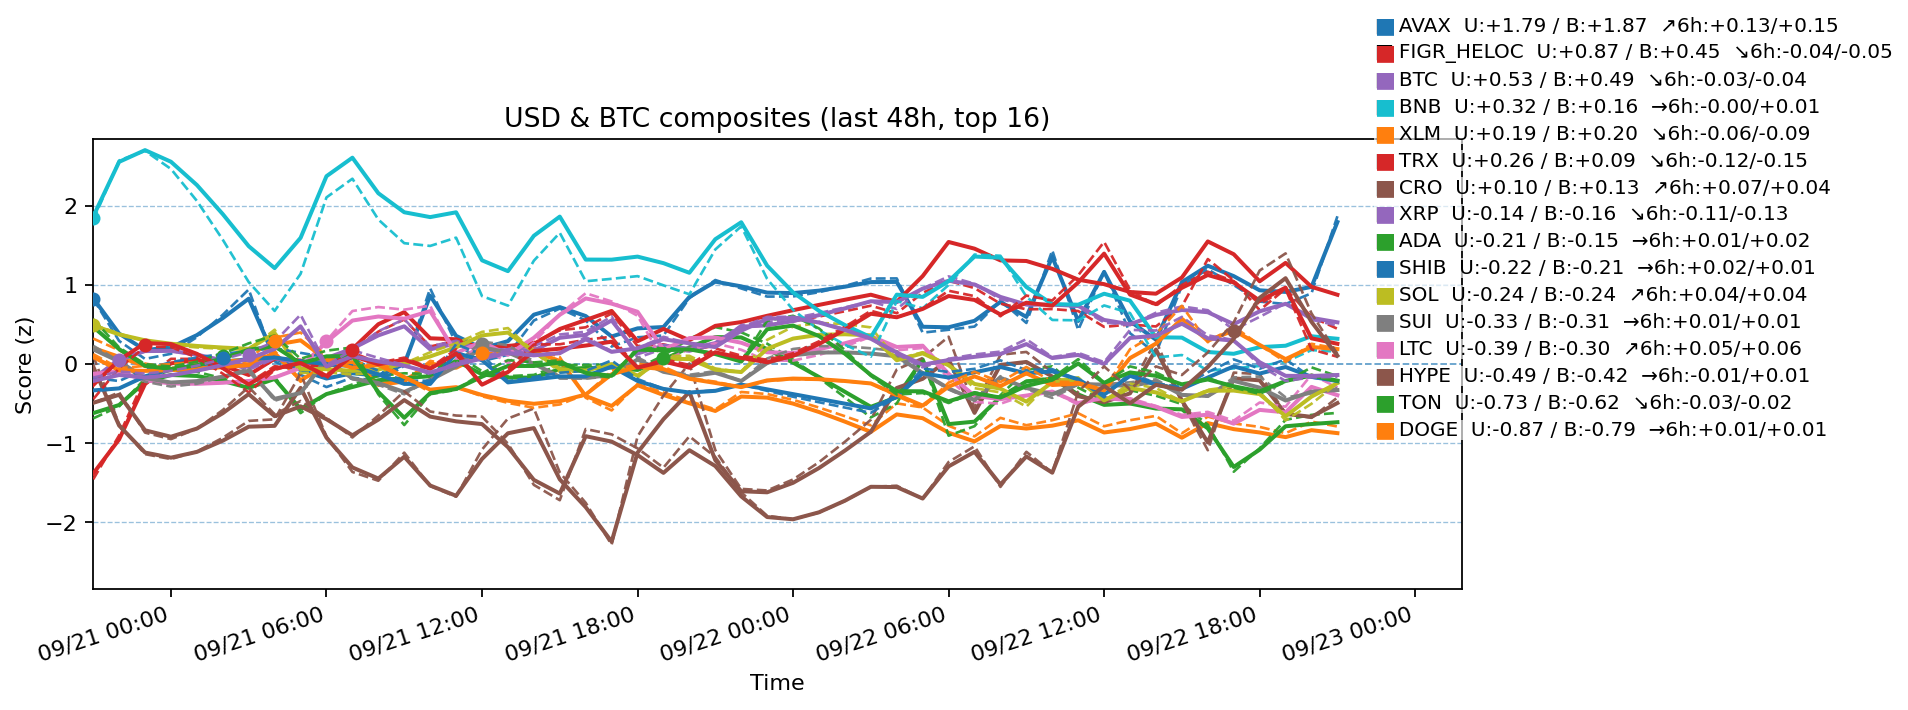 AVAX  U:+1.79 / B:+1.87  ↗6h:+0.13/+0.15
FIGR_HELOC  U:+0.87 / B:+0.45  ↘6h:-0.04/-0.05
BTC  U:+0.53 / B:+0.49  ↘6h:-0.03/-0.04
BNB  U:+0.32 / B:+0.16  →6h:-0.00/+0.01
XLM  U:+0.19 / B:+0.20  ↘6h:-0.06/-0.09
TRX  U:+0.26 / B:+0.09  ↘6h:-0.12/-0.15
CRO  U:+0.10 / B:+0.13  ↗6h:+0.07/+0.04
XRP  U:-0.14 / B:-0.16  ↘6h:-0.11/-0.13
ADA  U:-0.21 / B:-0.15  →6h:+0.01/+0.02
SHIB  U:-0.22 / B:-0.21  →6h:+0.02/+0.01
SOL  U:-0.24 / B:-0.24  ↗6h:+0.04/+0.04
SUI  U:-0.33 / B:-0.31  →6h:+0.01/+0.01
LTC  U:-0.39 / B:-0.30  ↗6h:+0.05/+0.06
HYPE  U:-0.49 / B:-0.42  →6h:-0.01/+0.01
TON  U:-0.73 / B:-0.62  ↘6h:-0.03/-0.02
DOGE  U:-0.87 / B:-0.79  →6h:+0.01/+0.01
USD & BTC composites (last 48h, top 16)
Score (z)
2
1
0
−1
−2
09/21 00:00
09/21 06:00
09/21 12:00
09/21 18:00
09/22 00:00
09/22 06:00
09/22 12:00
09/22 18:00
09/23 00:00
Time